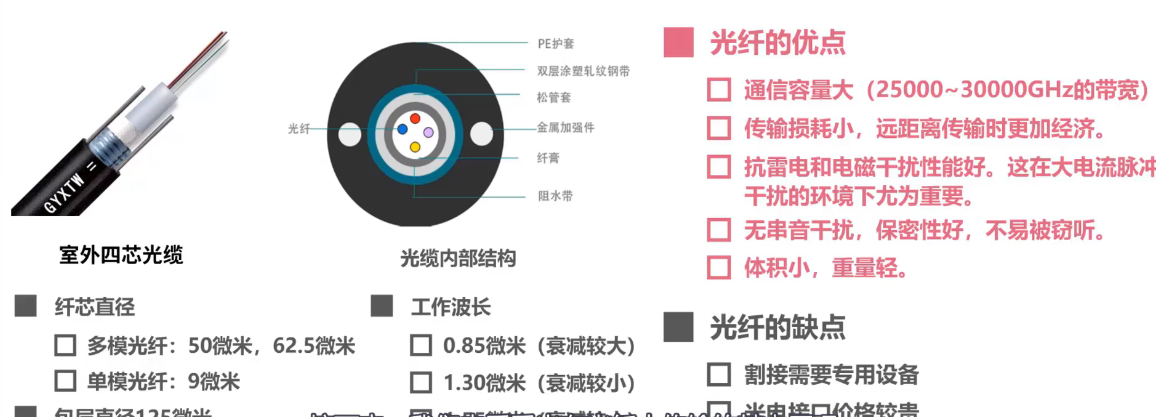 GYXTW =
室外四芯光缆
PE护套
双层涂塑轧纹钢带
松管套
光纤
金属加强件
纤膏
阻水带
光缆内部结构
纤芯直径
多模光纤：50微米，62.5微米
单模光纤：9微米
包层直径125微米
工作波长
0.85微米（衰减较大）
1.30微米（衰减较小）
光纤的优点
通信容量大（25000~30000GHz的带宽）
传输损耗小，远距离传输时更加经济。
抗雷电和电磁干扰性能好。这在大电流脉冲
干扰的环境下尤为重要。
无串音干扰，保密性好，不易被窃听。
体积小，重量轻。
光纤的缺点
割接需要专用设备
光电接口价格较贵